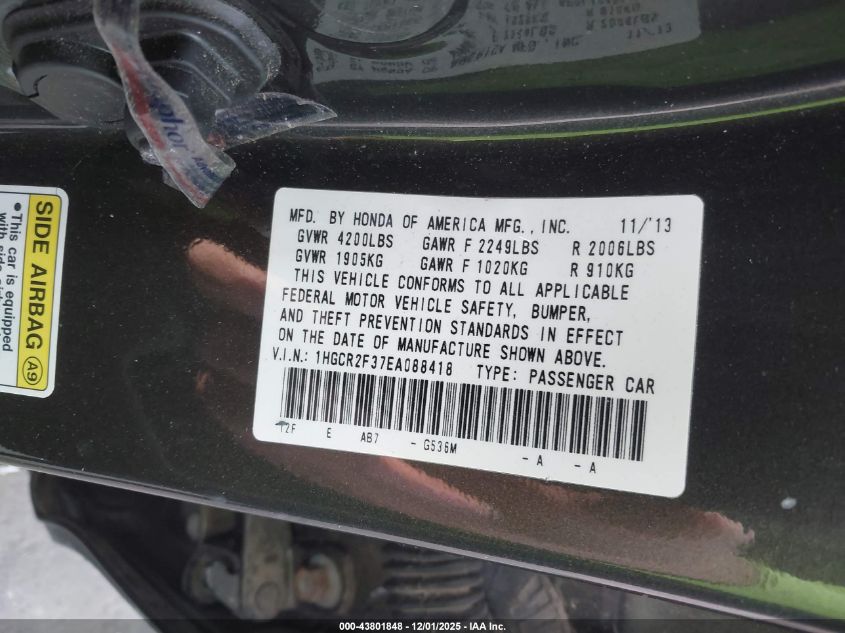 MFD. BY HONDA OF AMERICA MFG., INC. 11/'13
GVWR 4200LBS GAWR F 2249LBS R 2006LBS
GVWR 1905KG GAWR F 1020KG R 910KG
THIS VEHICLE CONFORMS TO ALL APPLICABLE
FEDERAL MOTOR VEHICLE SAFETY, BUMPER,
AND THEFT PREVENTION STANDARDS IN EFFECT
ON THE DATE OF MANUFACTURE SHOWN ABOVE.
V.I.N.: 1HGCR2F37EA088418 TYPE: PASSENGER CAR
T2F E AB7 - G536M - A - A
SIDE AIRBAG A9
• This car is equipped
with side
000-43801848 - 12/01/2025 - IAA Inc.